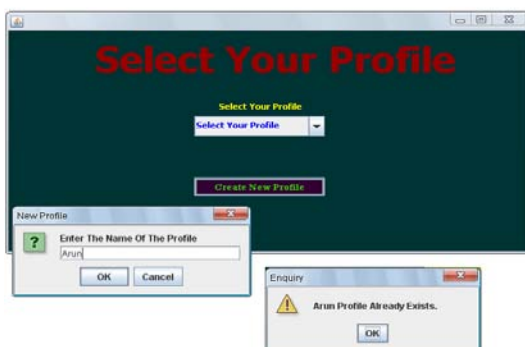 Select Your Profile
Select Your Profile
Select Your Profile
Create New Profile
New Profile
Enter The Name Of The Profile
Arun
OK Cancel
Enquiry
Arun Profile Already Exists.
OK